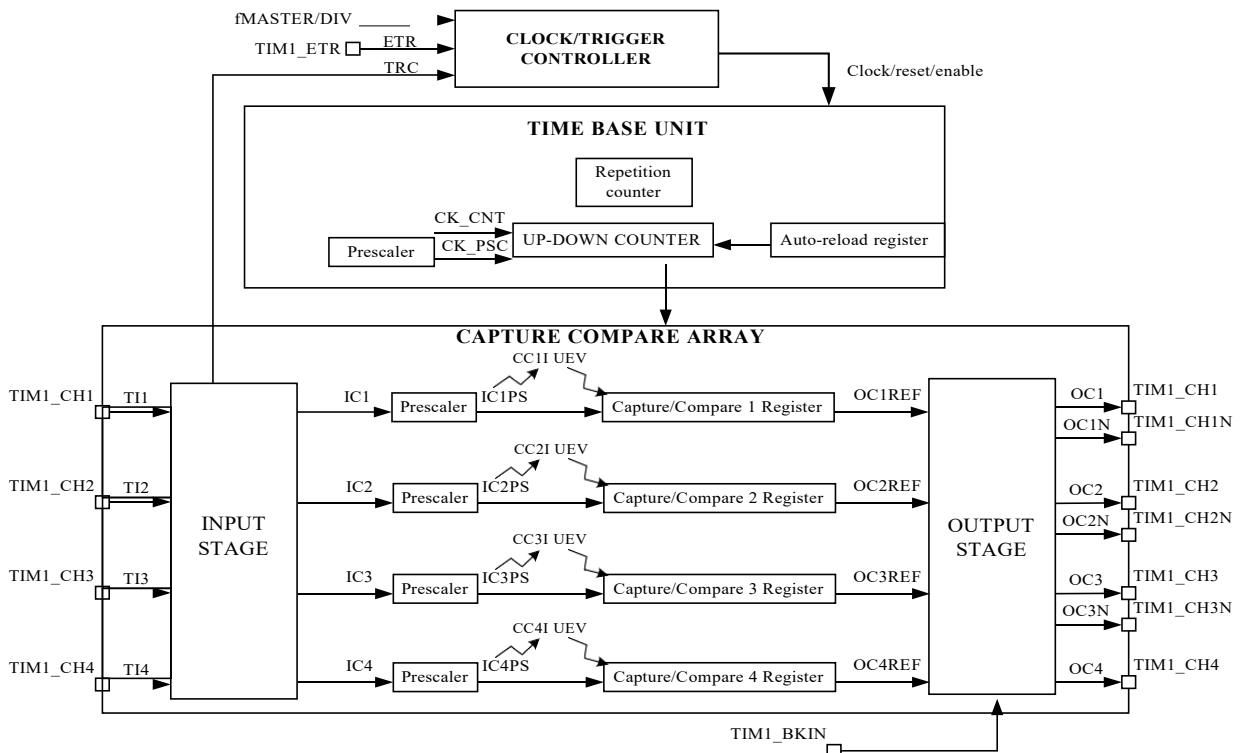 fMASTER/DIV
TIM1_ETR
ETR
TRC
CLOCK/TRIGGER
CONTROLLER
Clock/reset/enable
TIME BASE UNIT
Repetition
counter
CK_CNT
CK_PSC
Prescaler
UP-DOWN COUNTER
Auto-reload register
CAPTURE COMPARE ARRAY
CC1I UEV
TIM1_CH1
TI1
IC1
Prescaler
IC1PS
Capture/Compare 1 Register
OC1REF
OC1
TIM1_CH1
OC1N
TIM1_CH1N
CC2I UEV
TIM1_CH2
TI2
IC2
Prescaler
IC2PS
Capture/Compare 2 Register
OC2REF
OC2
TIM1_CH2
OC2N
TIM1_CH2N
INPUT
STAGE
OUTPUT
STAGE
CC3I UEV
TIM1_CH3
TI3
IC3
Prescaler
IC3PS
Capture/Compare 3 Register
OC3REF
OC3
TIM1_CH3
OC3N
TIM1_CH3N
CC4I UEV
TIM1_CH4
TI4
IC4
Prescaler
IC4PS
Capture/Compare 4 Register
OC4REF
OC4
TIM1_CH4
TIM1_BKIN